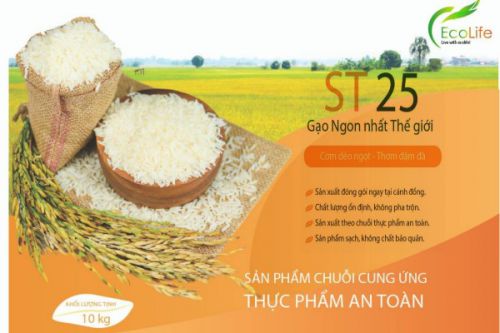 EcoLife
ST 25
Gạo Ngon nhất Thế giới
Cơm dẻo ngọt - Thơm đậm đà
Sản xuất đóng gói ngay tại cánh đồng.
Chất lượng ổn định, không pha trộn.
Sản xuất theo chuỗi thực phẩm an toàn.
Sản phẩm sạch, không chất bảo quản.
SẢN PHẨM CHUỖI CUNG ỨNG
THỰC PHẨM AN TOÀN
KHỐI LƯỢNG TỊNH
10 kg